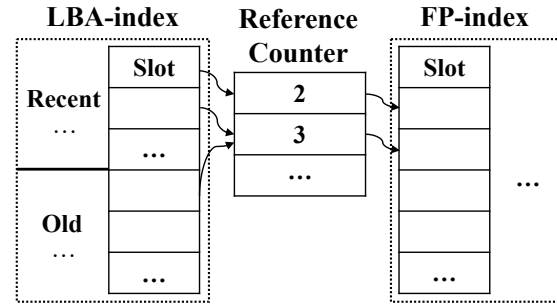 LBA-index
Reference
Counter
FP-index
Slot
Recent
...
...
Old
...
...
2
3
...
Slot
...
...